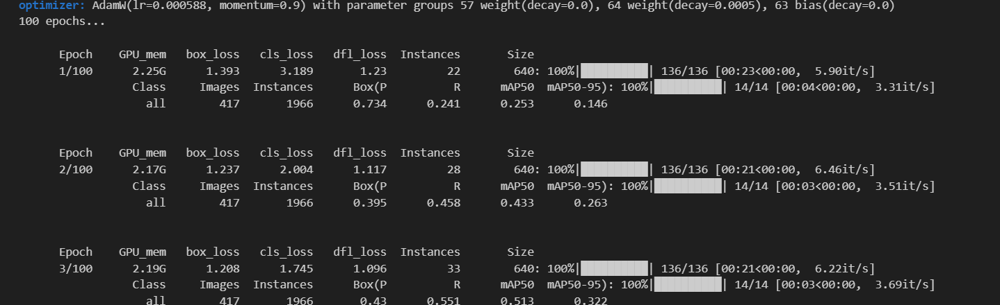 optimizer: AdamW(lr=0.000588, momentum=0.9) with parameter groups 57 weight(decay=0.0), 64 weight(decay=0.0005), 63 bias(decay=0.0)
100 epochs...
Epoch GPU_mem box_loss cls_loss dfl_loss Instances Size
1/100 2.25G 1.393 3.189 1.23 22 640: 100%|██████████| 136/136 [00:23<00:00, 5.90it/s]
Class Images Instances Box(P R mAP50 mAP50-95): 100%|██████████| 14/14 [00:04<00:00, 3.31it/s]
all 417 1966 0.734 0.241 0.253 0.146
Epoch GPU_mem box_loss cls_loss dfl_loss Instances Size
2/100 2.17G 1.237 2.004 1.117 28 640: 100%|██████████| 136/136 [00:21<00:00, 6.46it/s]
Class Images Instances Box(P R mAP50 mAP50-95): 100%|██████████| 14/14 [00:03<00:00, 3.51it/s]
all 417 1966 0.395 0.458 0.433 0.263
Epoch GPU_mem box_loss cls_loss dfl_loss Instances Size
3/100 2.19G 1.208 1.745 1.096 33 640: 100%|██████████| 136/136 [00:21<00:00, 6.22it/s]
Class Images Instances Box(P R mAP50 mAP50-95): 100%|██████████| 14/14 [00:03<00:00, 3.69it/s]
all 417 1966 0.43 0.551 0.513 0.322